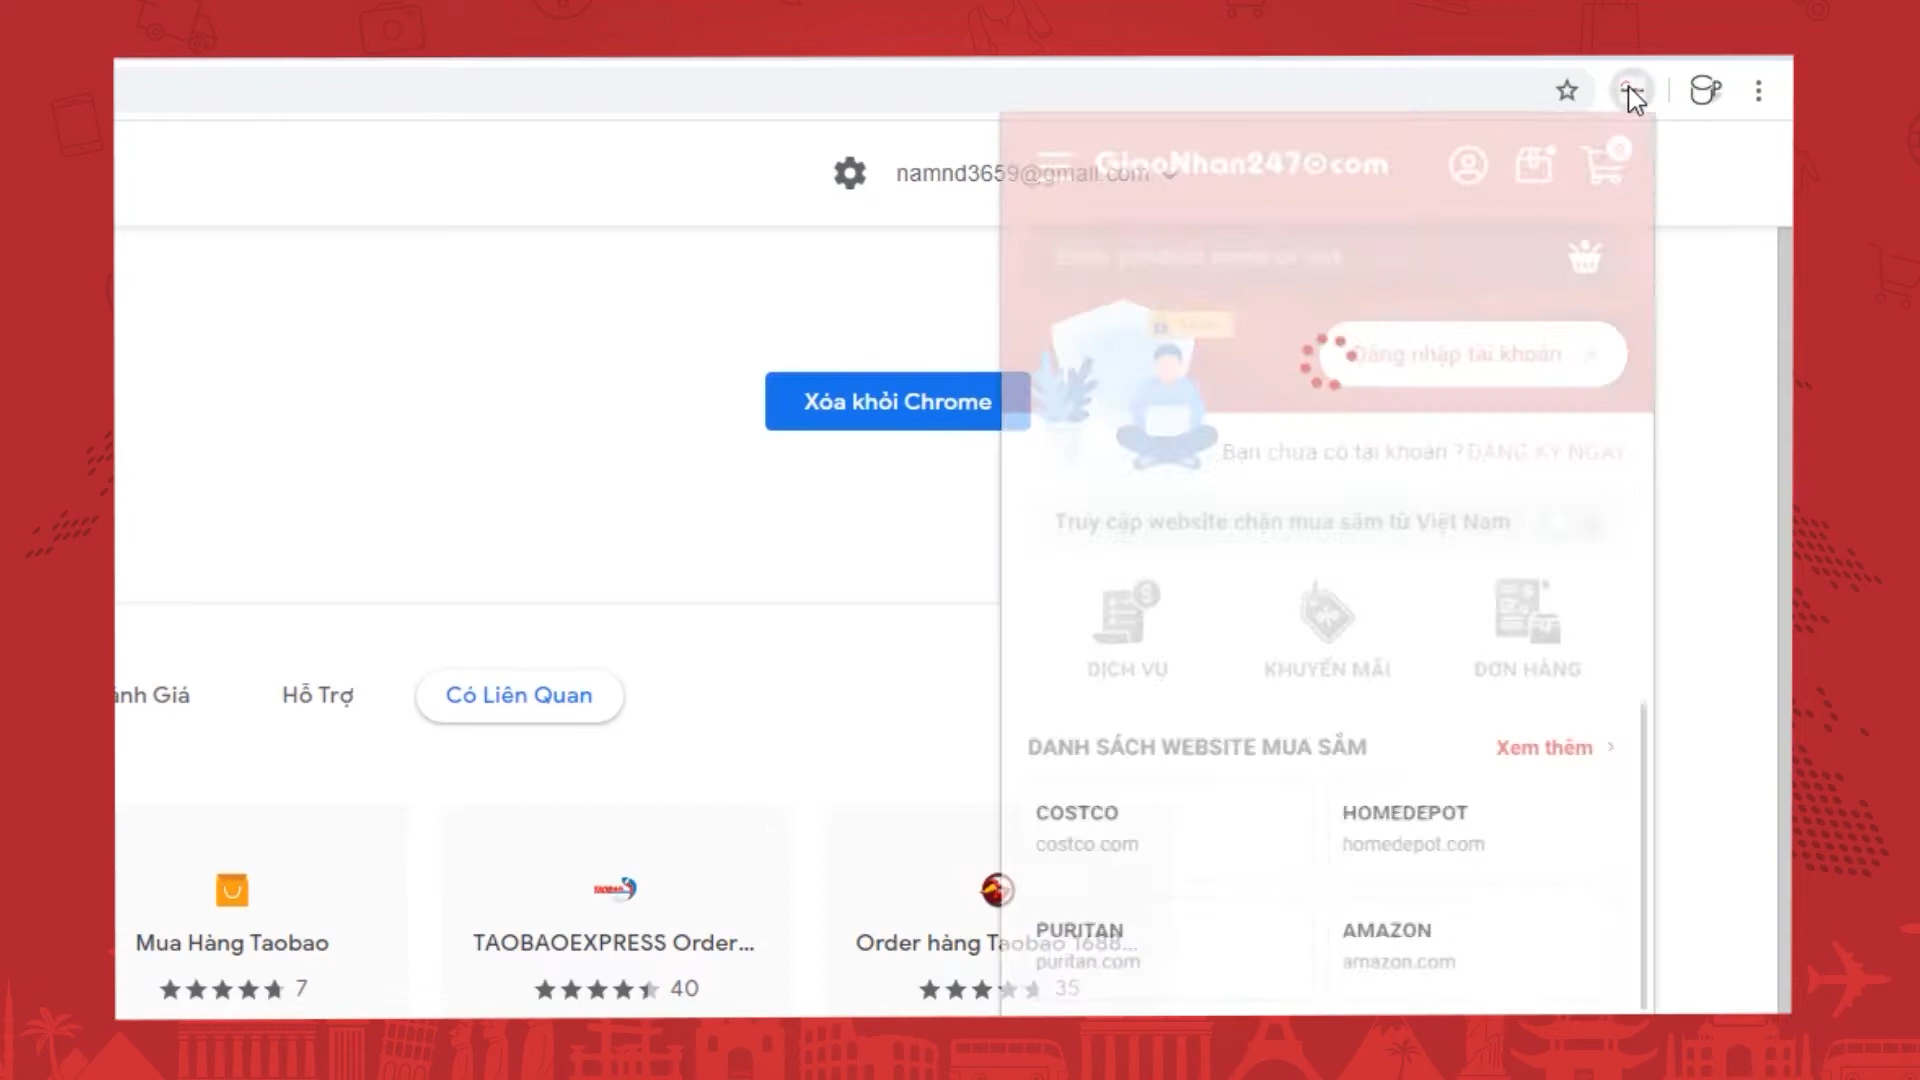 namnd3659@gmail.com
GiaoNhan247.com
0
Đăng nhập tài khoản
Xóa khỏi Chrome
Bạn chưa có tài khoản ? ĐĂNG KÝ NGAY
Truy cập website chặn mua sắm từ Việt Nam
DỊCH VỤ
KHUYẾN MÃI
ĐƠN HÀNG
ánh Giá
Hỗ Trợ
Có Liên Quan
DANH SÁCH WEBSITE MUA SẮM
Xem thêm
COSTCO
costco.com
HOMEDEPOT
homedepot.com
PURITAN
puritan.com
AMAZON
amazon.com
TAOBAO
Mua Hàng Taobao
7
TAOBAOEXPRESS Order...
40
Order hàng Taobao 1688...
35